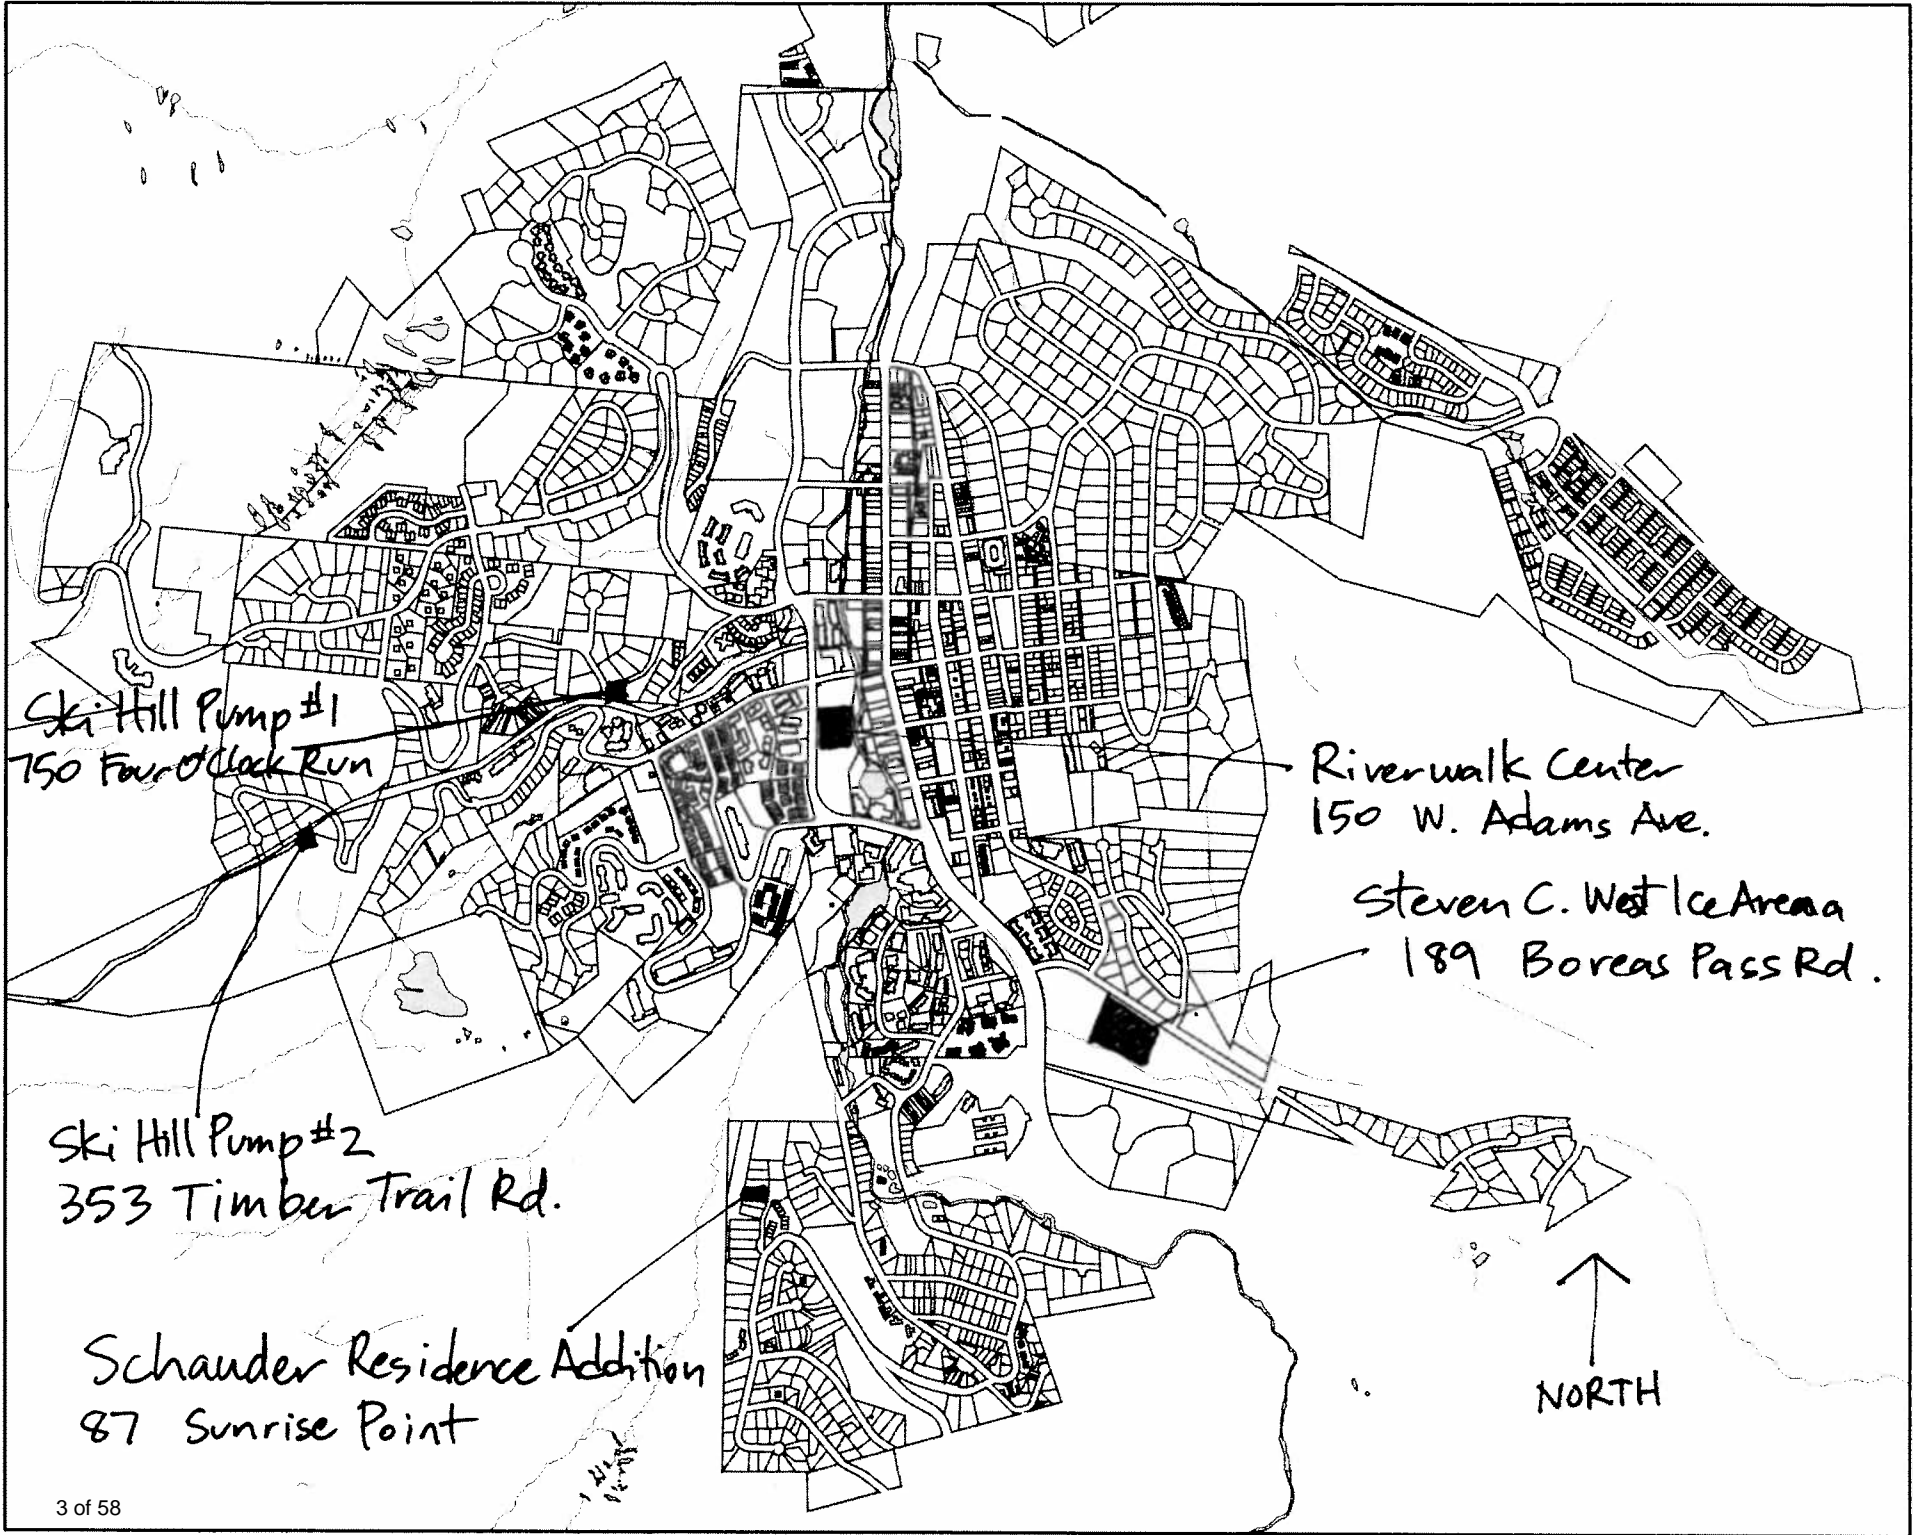 Ski Hill Pump #1
750 Four O'Clock Run
Riverwalk Center
150 W. Adams Ave.
Steven C. West Ice Arena
189 Boreas Pass Rd.
Ski Hill Pump #2
353 Timber Trail Rd.
Schauder Residence Addition
87 Sunrise Point
NORTH
3 of 58